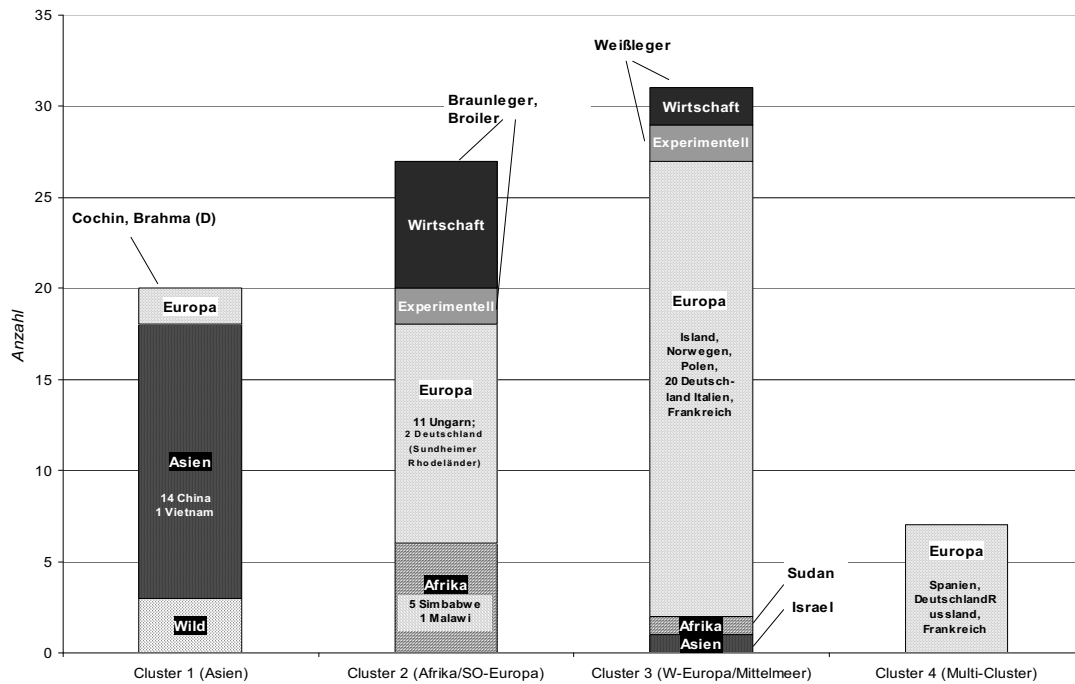 35
30
25
20
15
10
5
0
Anzahl
Cochin, Brahma (D)
Europa
Asien
14 China
1 Vietnam
Wild
Braunleger,
Broiler
Wirtschaft
Experimentell
Europa
11 Ungarn;
2 Deutschland
(Sundheimer
Rhodeländer)
Afrika
5 Simbabwe
1 Malawi
Weißleger
Wirtschaft
Experimentell
Europa
Island,
Norwegen,
Polen,
20 Deutsch-
land Italien,
Frankreich
Afrika
Asien
Sudan
Israel
Europa
Spanien,
DeutschlandR
ussland,
Frankreich
Cluster 1 (Asien)
Cluster 2 (Afrika/SO-Europa)
Cluster 3 (W-Europa/Mittelmeer)
Cluster 4 (Multi-Cluster)